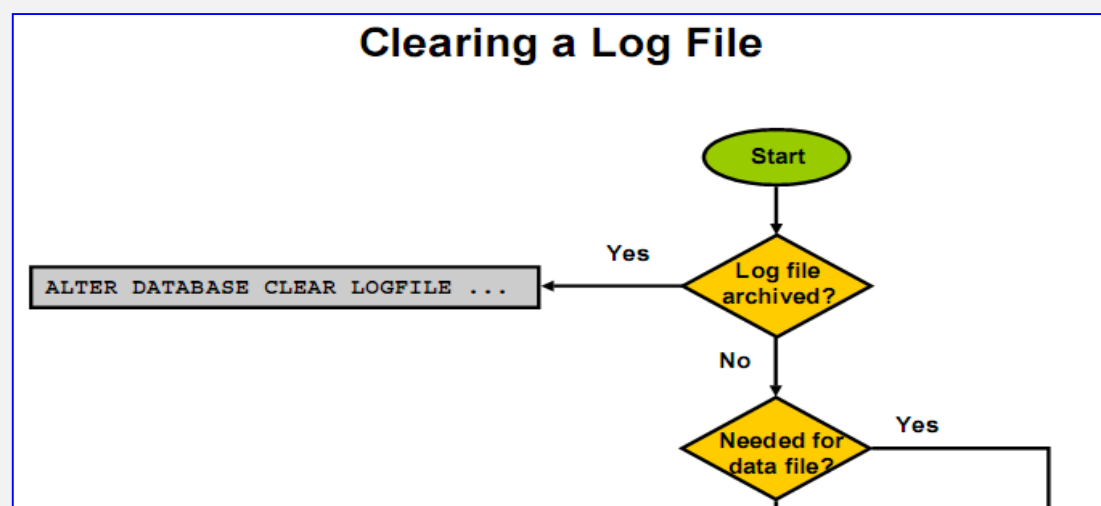 Clearing a Log File
Start
Yes
Log file
archived?
ALTER DATABASE CLEAR LOGFILE ...
No
Yes
Needed for
data file?